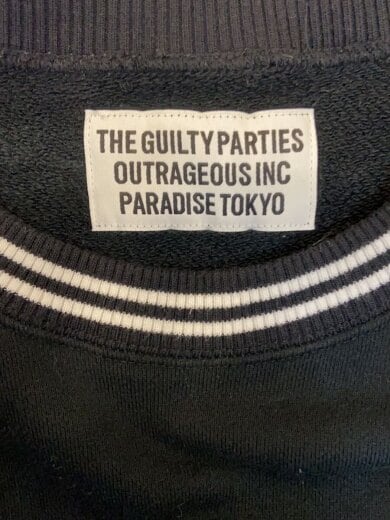 THE GUILTY PARTIES
OUTRAGEOUS INC
PARADISE TOKYO